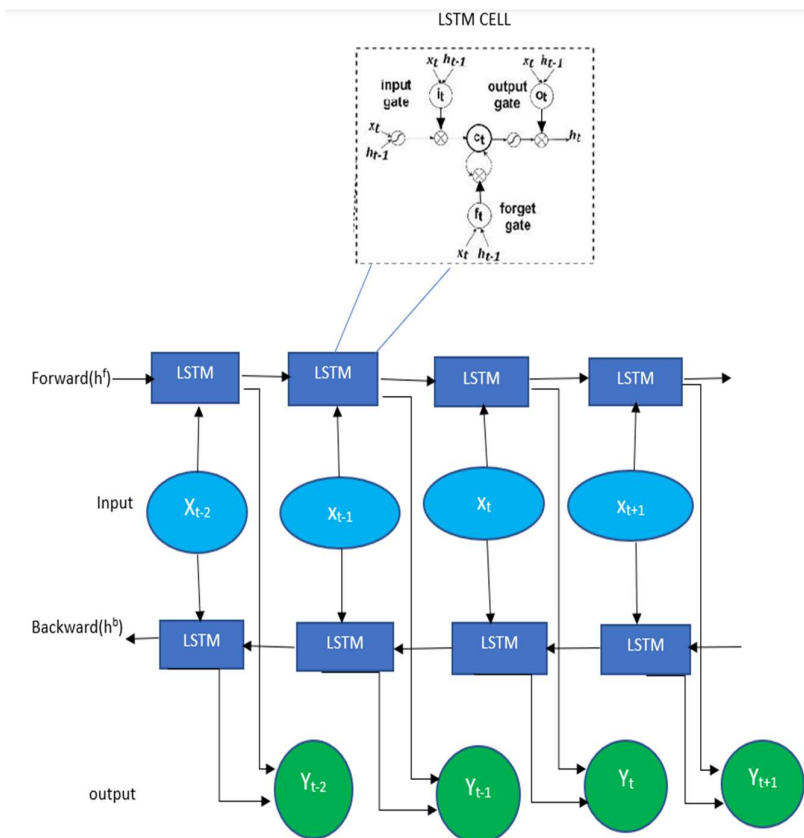 LSTM CELL
xt ht-1 xt ht-1
input gate it output gate ot
xt
ht-1
ct ht
ft forget gate
xt ht-1
Forward(hᶠ) LSTM LSTM LSTM LSTM
Input Xt-2 Xt-1 Xt Xt+1
Backward(hᵇ) LSTM LSTM LSTM LSTM
output Yt-2 Yt-1 Yt Yt+1